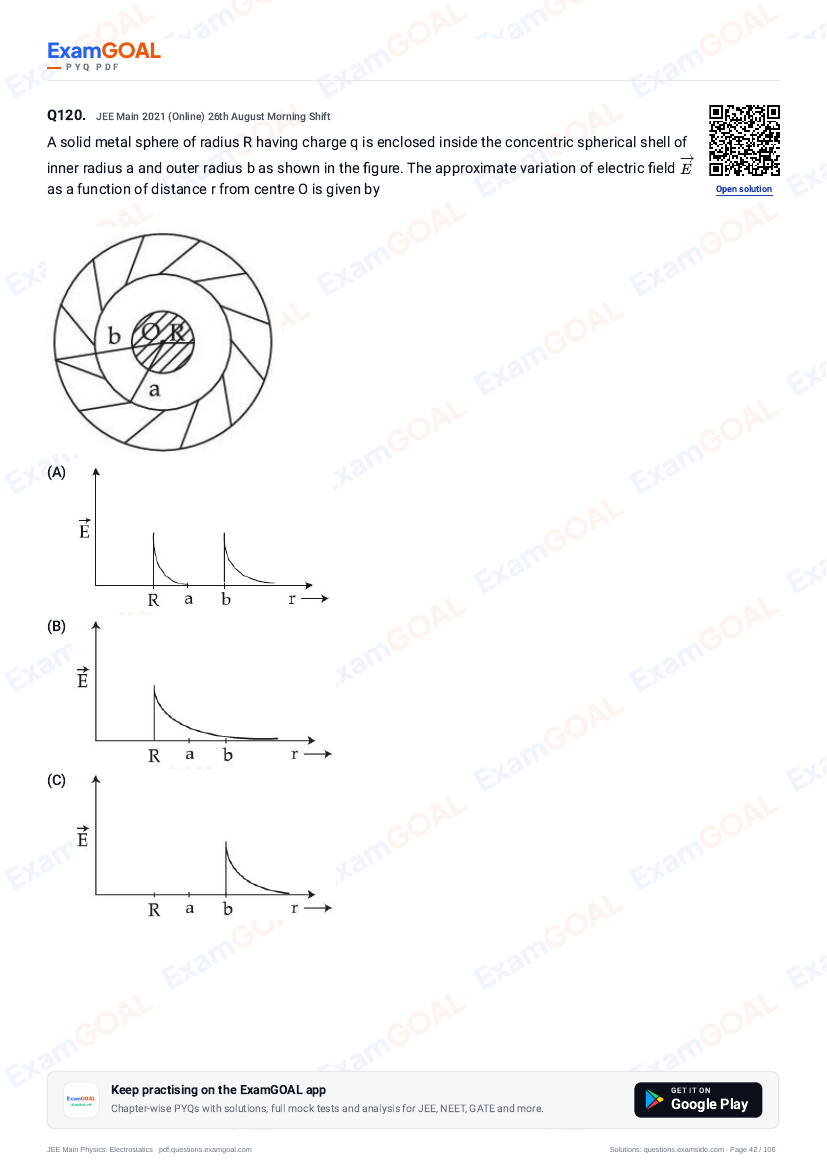 ExamGOAL
PYQ PDF
Q120. JEE Main 2021 (Online) 26th August Morning Shift
A solid metal sphere of radius R having charge q is enclosed inside the concentric spherical shell of
inner radius a and outer radius b as shown in the figure. The approximate variation of electric field $\overrightarrow{E}$
as a function of distance r from centre O is given by
Open solution
b O R
a
(A)
$\overrightarrow{E}$
R a b r
(B)
$\overrightarrow{E}$
R a b r
(C)
$\overrightarrow{E}$
R a b r
ExamGOAL
Keep practising on the ExamGOAL app
Chapter-wise PYQs with solutions, full mock tests and analysis for JEE, NEET, GATE and more.
GET IT ON
Google Play
JEE Main Physics: Electrostatics · pdf.questions.examgoal.com
Solutions: questions.examside.com · Page 42 / 106